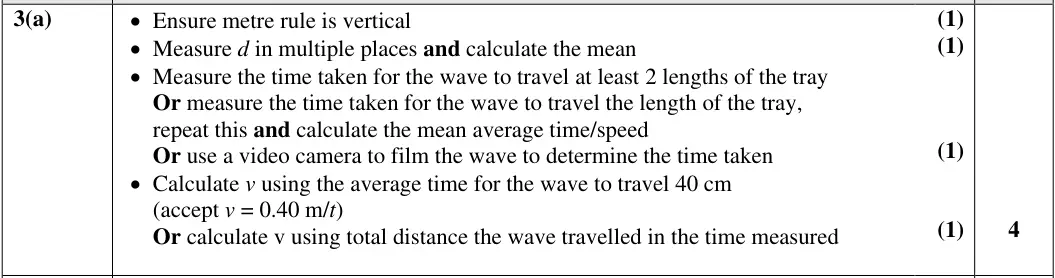 3(a) • Ensure metre rule is vertical (1)
• Measure d in multiple places and calculate the mean (1)
• Measure the time taken for the wave to travel at least 2 lengths of the tray
Or measure the time taken for the wave to travel the length of the tray,
repeat this and calculate the mean average time/speed
Or use a video camera to film the wave to determine the time taken (1)
• Calculate v using the average time for the wave to travel 40 cm
(accept v = 0.40 m/t)
Or calculate v using total distance the wave travelled in the time measured (1) 4